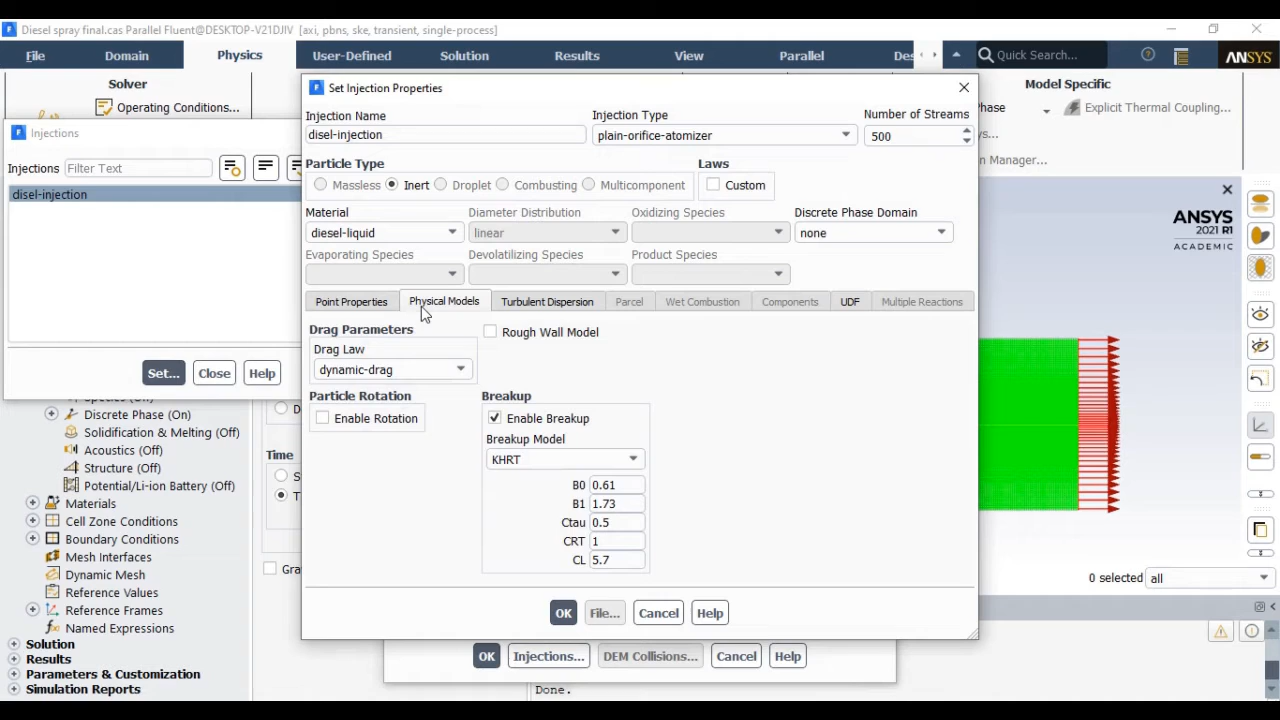 Diesel spray final.cas Parallel Fluent@DESKTOP-V21DJIV [axi, pbns, ske, transient, single-process]
File Domain Physics User-Defined Solution Results View Parallel Des Quick Search... ANSYS
Solver
Operating Conditions...
Model Specific
Phase
Explicit Thermal Coupling...
n Manager...
Injections
Injections Filter Text
disel-injection
Set... Close Help
Set Injection Properties
Injection Name Injection Type Number of Streams
disel-injection plain-orifice-atomizer 500
Particle Type Laws
Massless Inert Droplet Combusting Multicomponent Custom
Material Diameter Distribution Oxidizing Species Discrete Phase Domain
diesel-liquid linear none
Evaporating Species Devolatilizing Species Product Species
Point Properties Physical Models Turbulent Dispersion Parcel Wet Combustion Components UDF Multiple Reactions
Drag Parameters Rough Wall Model
Drag Law
dynamic-drag
Particle Rotation Breakup
Enable Rotation Enable Breakup
Breakup Model
KHRT
B0 0.61
B1 1.73
Ctau 0.5
CRT 1
CL 5.7
OK File... Cancel Help
OK Injections... DEM Collisions... Cancel Help
Discrete Phase (On)
Solidification & Melting (Off)
Acoustics (Off)
Structure (Off)
Potential/Li-ion Battery (Off)
Materials
Cell Zone Conditions
Boundary Conditions
Mesh Interfaces
Dynamic Mesh
Reference Values
Reference Frames
Named Expressions
Solution
Results
Parameters & Customization
Simulation Reports
Time
Gra
ANSYS
2021 R1
ACADEMIC
0 selected all
Done.